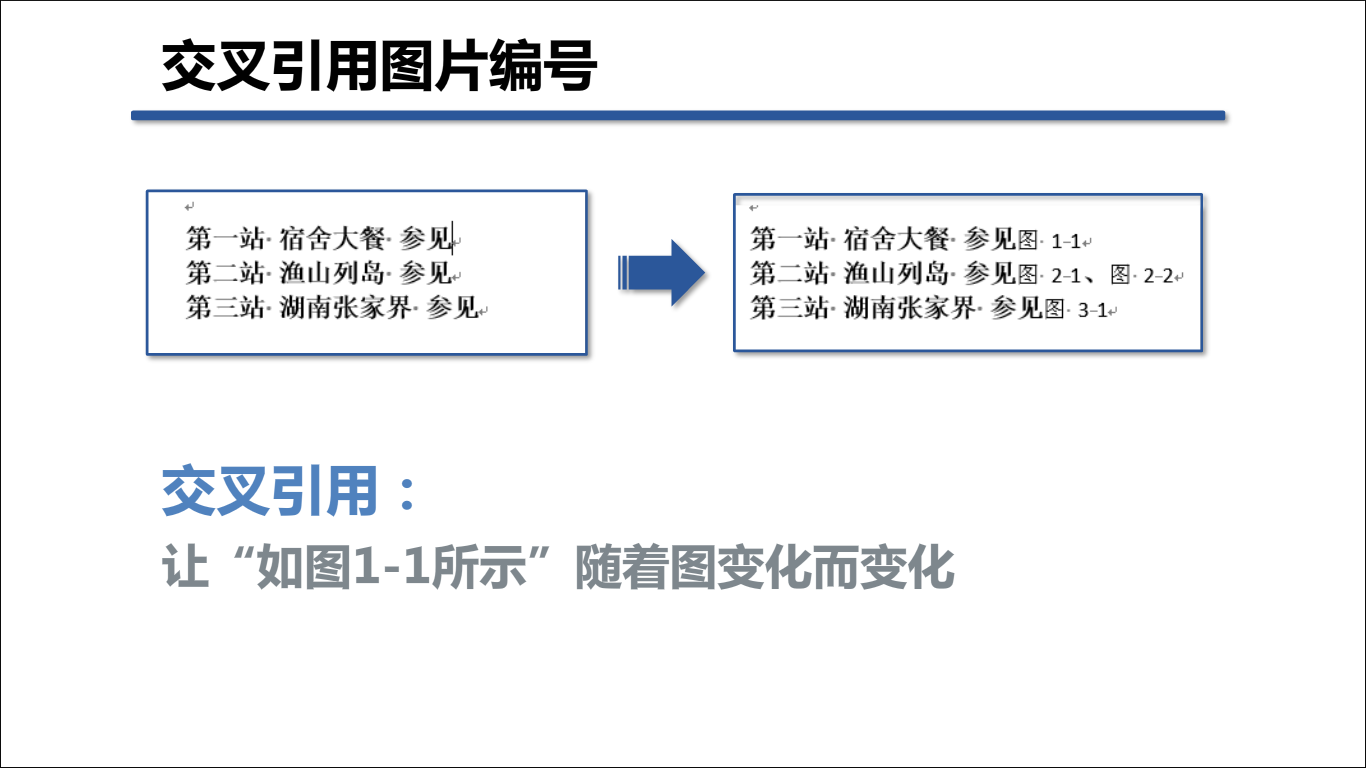 交叉引用图片编号
第一站 宿舍大餐 参见
第二站 渔山列岛 参见
第三站 湖南张家界 参见
第一站 宿舍大餐 参见图 1-1
第二站 渔山列岛 参见图 2-1、图 2-2
第三站 湖南张家界 参见图 3-1
交叉引用：
让“如图1-1所示”随着图变化而变化